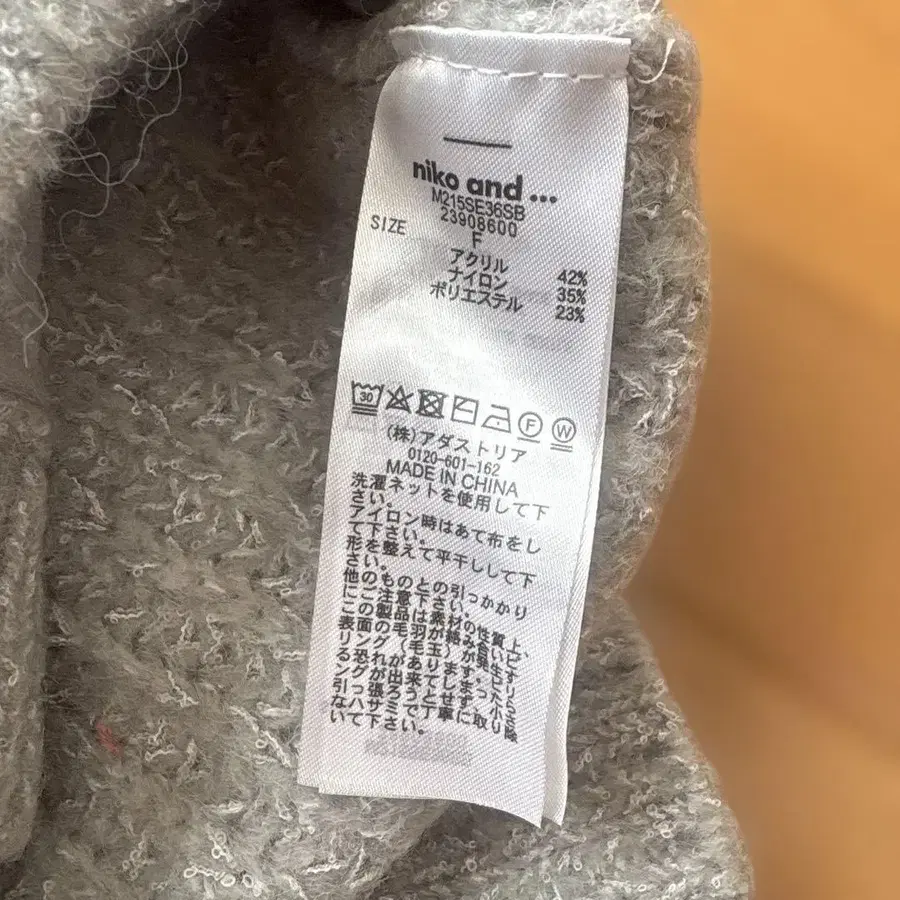 niko and ...
M215SE36SB
23908600
SIZE F
アクリル 42%
ナイロン 35%
ポリエステル 23%
30
F W
(株)アダストリア
0120-601-162
MADE IN CHINA
洗濯ネットを使用して下
さい。
アイロン時はあて布をし
て下さい。
形を整えて平干しして下
さい。
他のものとの引っかかり
にご注意下さい。
この製品は素材の性質上、
表面の毛羽が絡み合いピ
リング(毛玉)が発生す
る恐れがあります。小
ング
引っ張ろうとせず、
ハサミで丁寧に取り除
いて下さい。